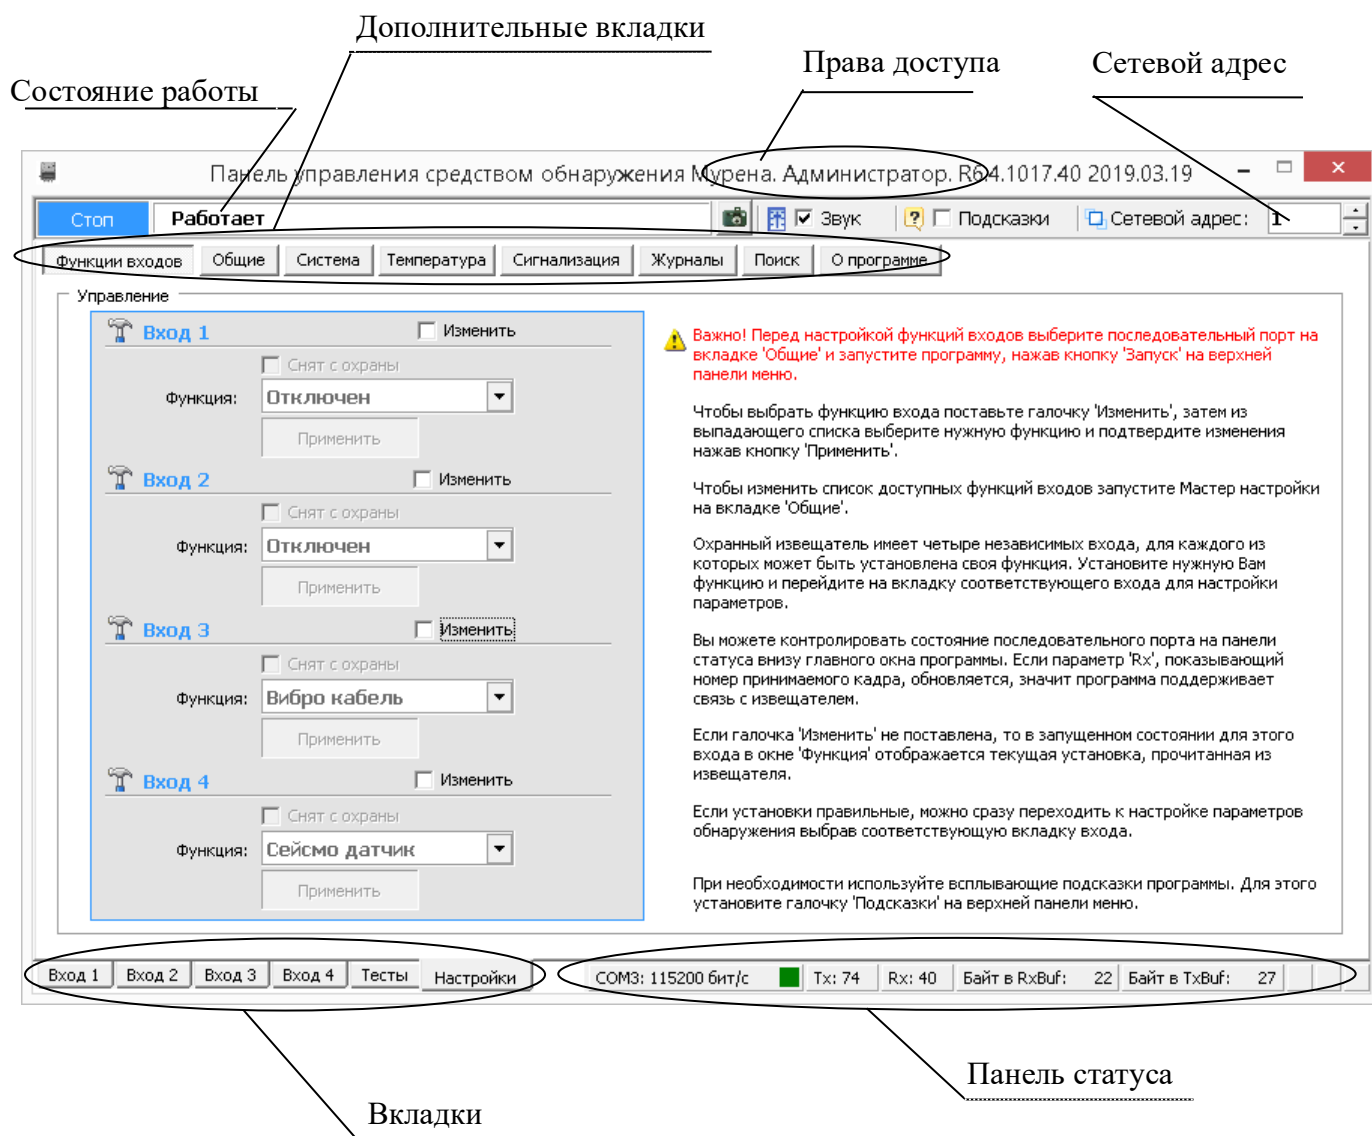 Дополнительные вкладки
Права доступа
Сетевой адрес
Состояние работы
Панель управления средством обнаружения Мурена. Администратор. R6.4.1017.40 2019.03.19
Стоп
Работает
Звук
Подсказки
Сетевой адрес:
1
Функции входов
Общие
Система
Температура
Сигнализация
Журналы
Поиск
О программе
Управление
Вход 1
Изменить
Снят с охраны
Функция:
Отключен
Применить
Вход 2
Изменить
Снят с охраны
Функция:
Отключен
Применить
Вход 3
Изменить
Снят с охраны
Функция:
Вибро кабель
Применить
Вход 4
Изменить
Снят с охраны
Функция:
Сейсмо датчик
Применить
Важно! Перед настройкой функций входов выберите последовательный порт на
вкладке 'Общие' и запустите программу, нажав кнопку 'Запуск' на верхней
панели меню.
Чтобы выбрать функцию входа поставьте галочку 'Изменить', затем из
выпадающего списка выберите нужную функцию и подтвердите изменения
нажав кнопку 'Применить'.
Чтобы изменить список доступных функций входов запустите Мастер настройки
на вкладке 'Общие'.
Охранный извещатель имеет четыре независимых входа, для каждого из
которых может быть установлена своя функция. Установите нужную Вам
функцию и перейдите на вкладку соответствующего входа для настройки
параметров.
Вы можете контролировать состояние последовательного порта на панели
статуса внизу главного окна программы. Если параметр 'Rx', показывающий
номер принимаемого кадра, обновляется, значит программа поддерживает
связь с извещателем.
Если галочка 'Изменить' не поставлена, то в запущенном состоянии для этого
входа в окне 'Функция' отображается текущая установка, прочитанная из
извещателя.
Если установки правильные, можно сразу переходить к настройке параметров
обнаружения выбрав соответствующую вкладку входа.
При необходимости используйте всплывающие подсказки программы. Для этого
установите галочку 'Подсказки' на верхней панели меню.
Вход 1
Вход 2
Вход 3
Вход 4
Тесты
Настройки
COM3: 115200 бит/с
Tx: 74
Rx: 40
Байт в RxBuf: 22
Байт в TxBuf: 27
Панель статуса
Вкладки